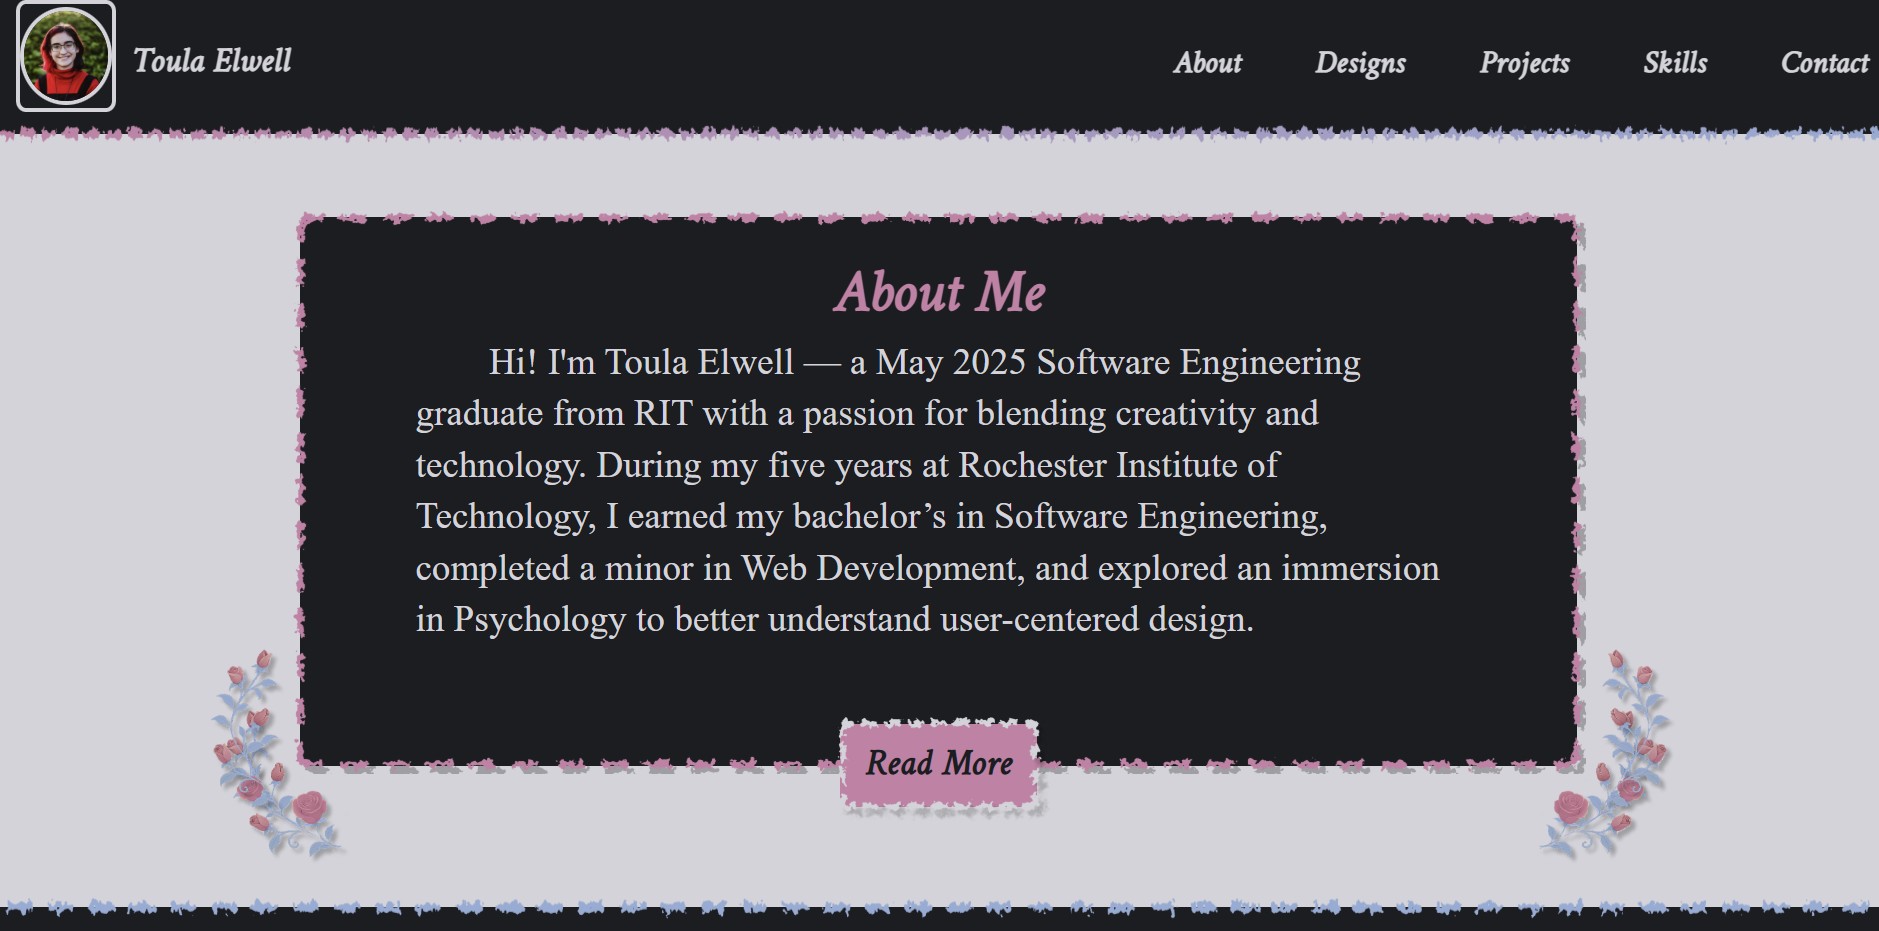 Toula Elwell
About Designs Projects Skills Contact
About Me
Hi! I'm Toula Elwell — a May 2025 Software Engineering
graduate from RIT with a passion for blending creativity and
technology. During my five years at Rochester Institute of
Technology, I earned my bachelor’s in Software Engineering,
completed a minor in Web Development, and explored an immersion
in Psychology to better understand user-centered design.
Read More